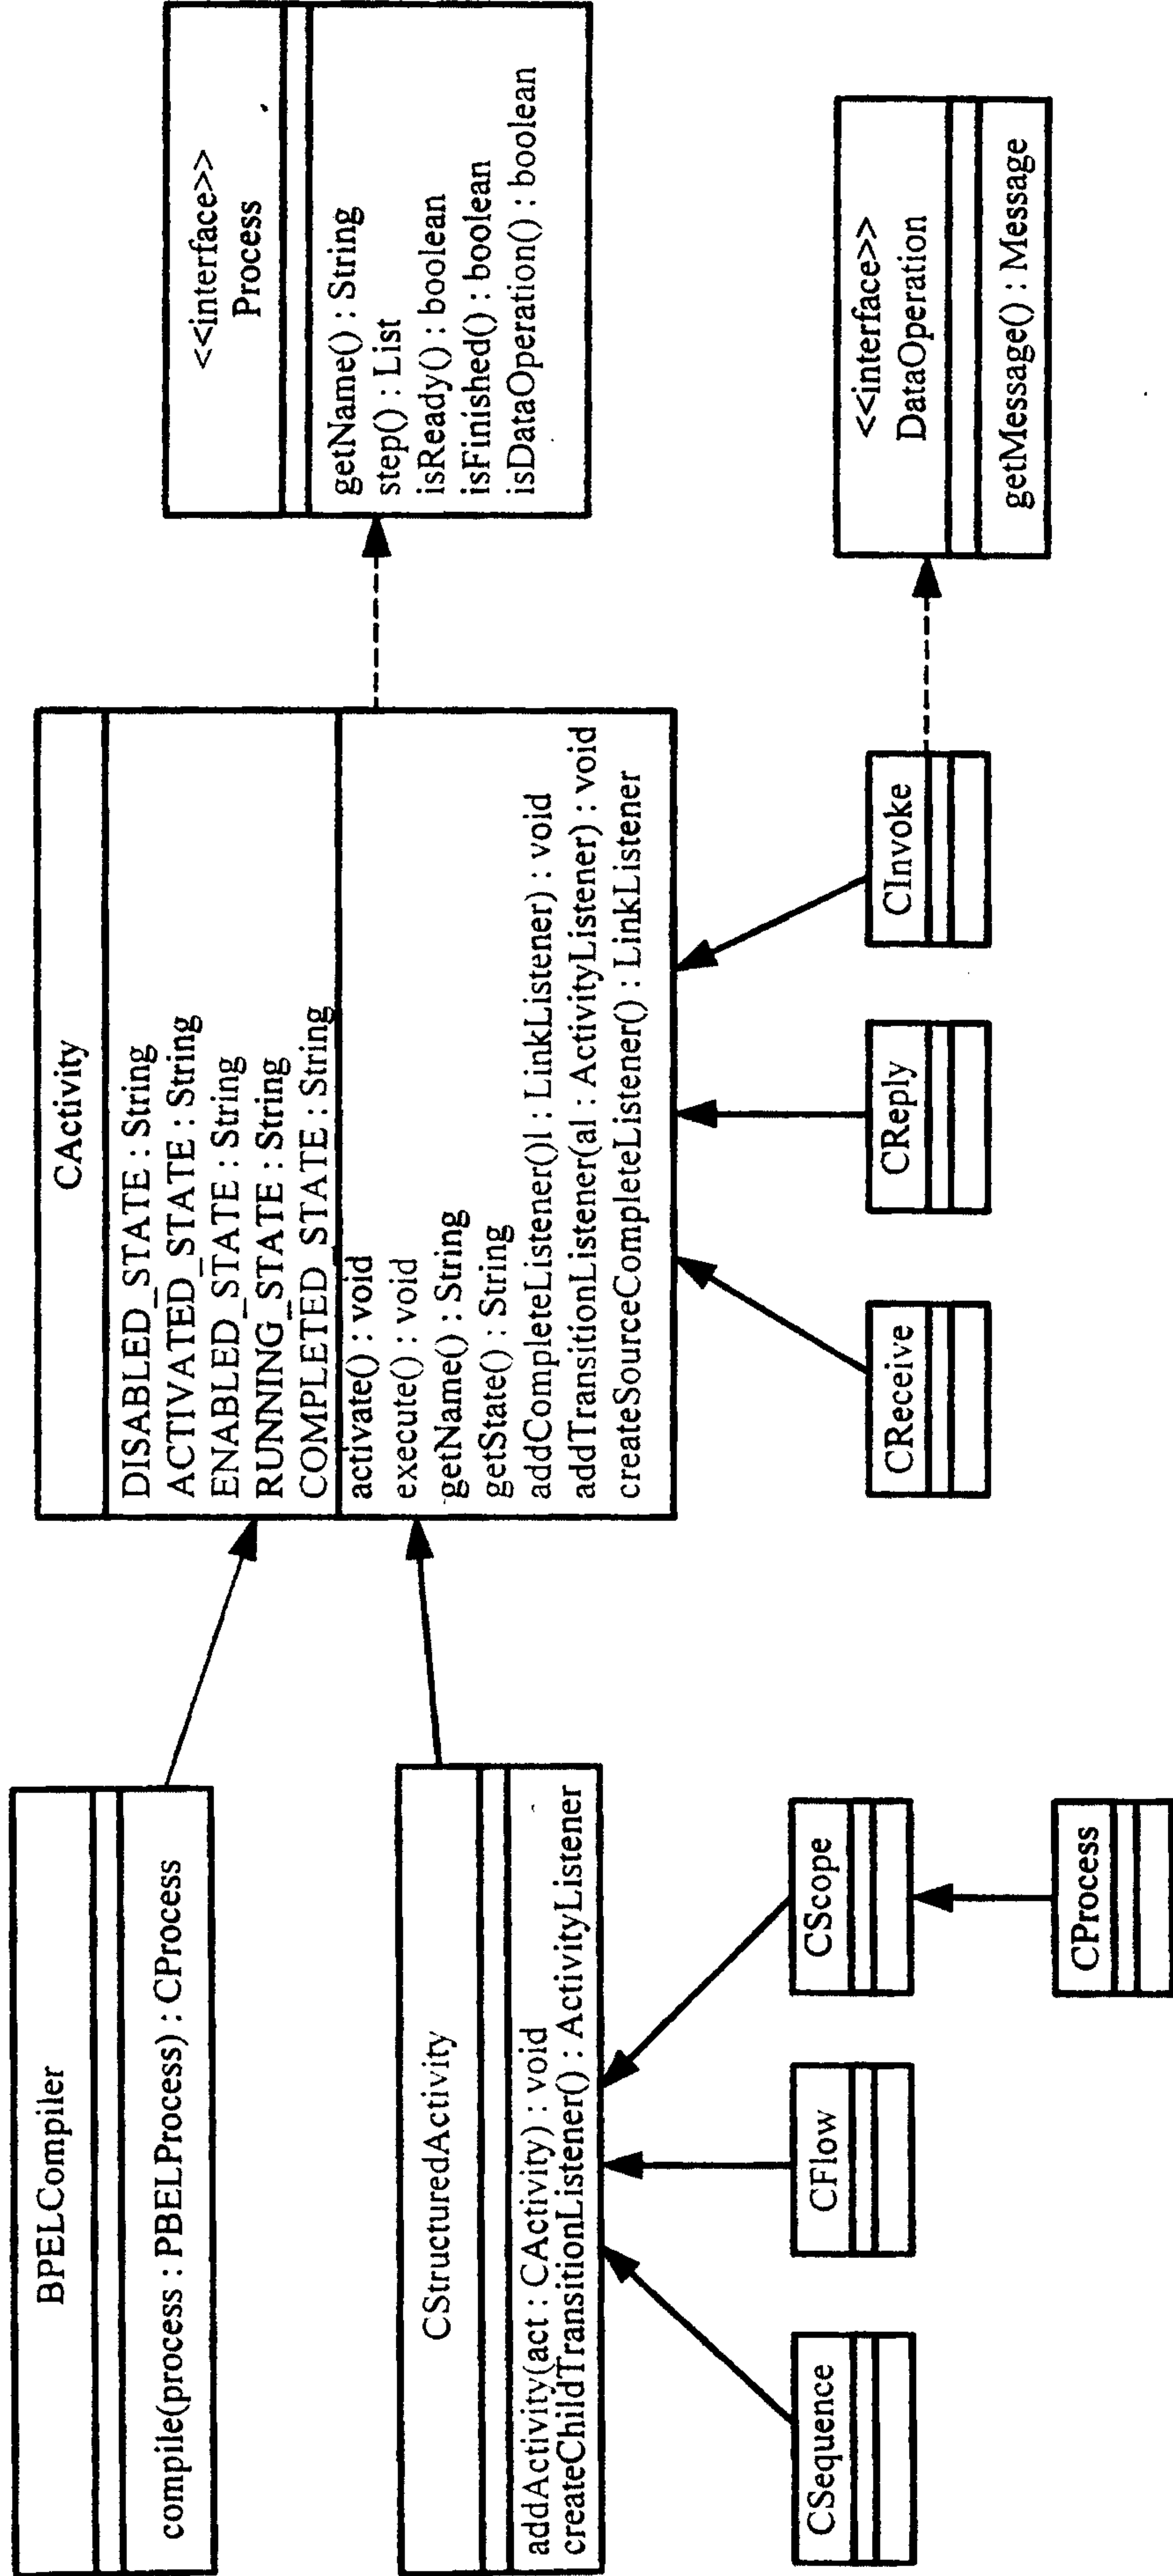 BPELCompiler
compile(process : PBELProcess) : CProcess
CActivity
DISABLED_STATE : String
ACTIVATED_STATE : String
ENABLED_STATE : String
RUNNING_STATE : String
COMPLETED_STATE : String
activate() : void
execute() : void
getName() : String
getState() : String
addCompleteListener()l : LinkListener) : void
addTransitionListener(al : ActivityListener) : void
createSourceCompleteListener() : LinkListener
<<interface>>
Process
getName() : String
step() : List
isReady() : boolean
isFinished() : boolean
isDataOperation() : boolean
CStructuredActivity
addActivity(act : CActivity) : void
createChildTransitionListener() : ActivityListener
CSequence
CFlow
CScope
CProcess
CReceive
CReply
CInvoke
<<interface>>
DataOperation
getMessage() : Message